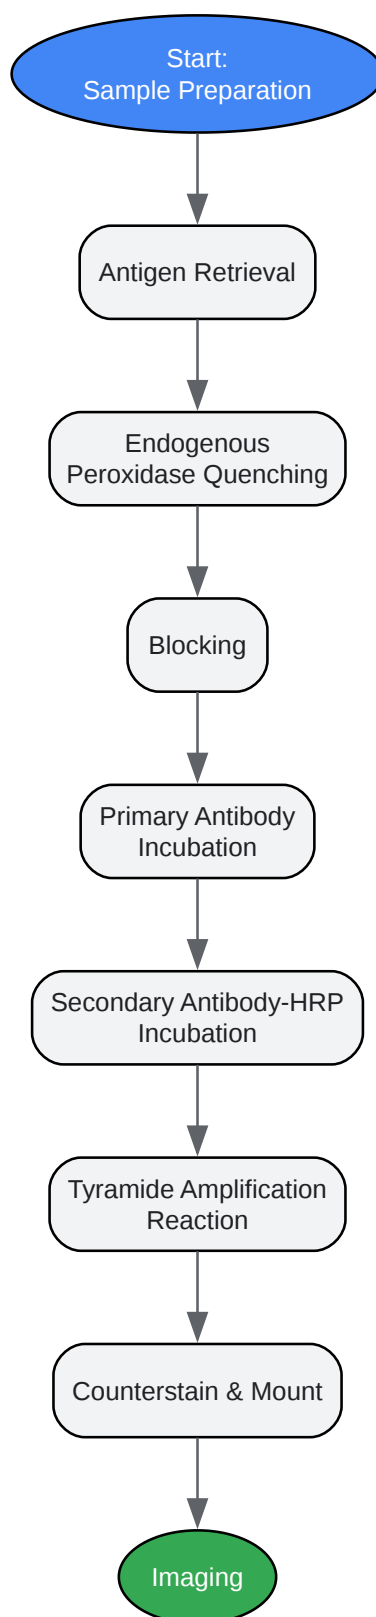 Start:
Sample Preparation
Antigen Retrieval
Endogenous
Peroxidase Quenching
Blocking
Primary Antibody
Incubation
Secondary Antibody-HRP
Incubation
Tyramide Amplification
Reaction
Counterstain & Mount
Imaging